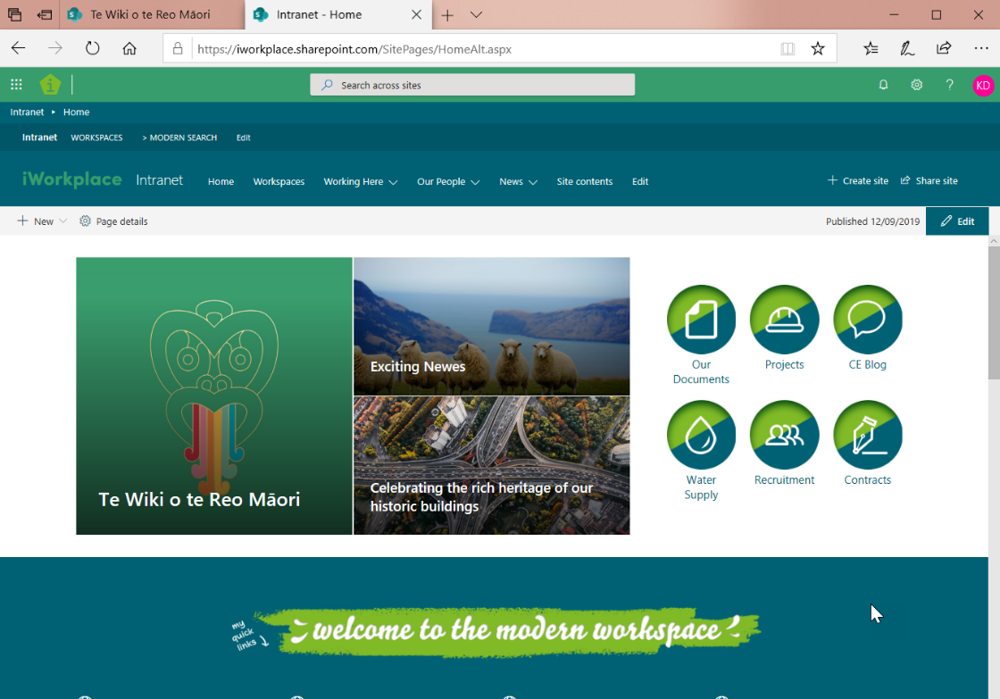 Te Wiki o te Reo Māori
Intranet - Home
https://iworkplace.sharepoint.com/SitePages/HomeAlt.aspx
i
Search across sites
?
KD
Intranet ▸ Home
Intranet WORKSPACES > MODERN SEARCH Edit
iWorkplace Intranet Home Workspaces Working Here Our People News Site contents Edit
Create site Share site
New Page details
Published 12/09/2019 Edit
Te Wiki o te Reo Māori
Exciting Newes
Celebrating the rich heritage of our
historic buildings
Our
Documents
Projects
CE Blog
Water
Supply
Recruitment
Contracts
my
quick
links
welcome to the modern workspace